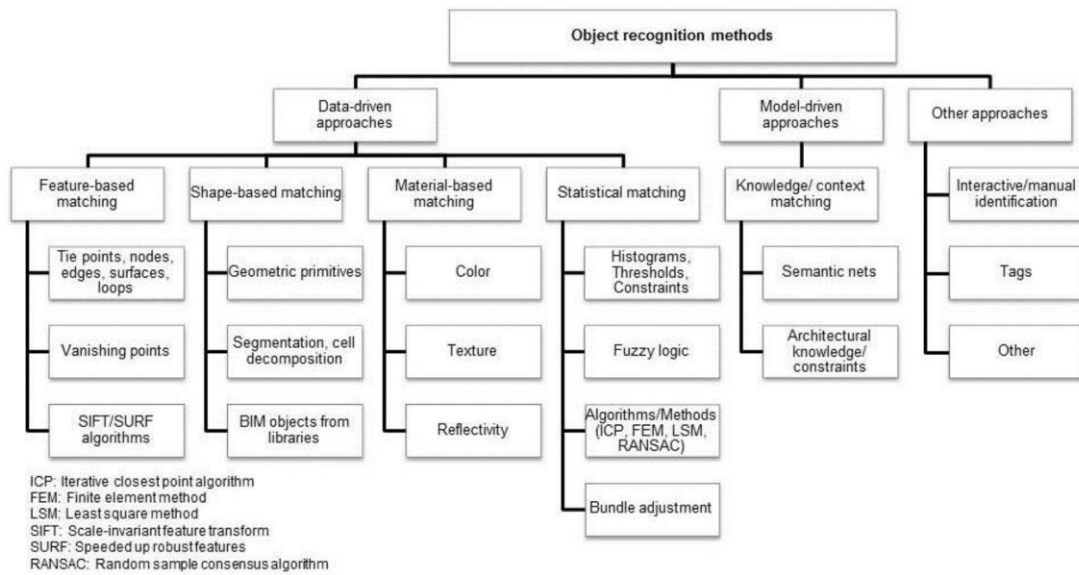 Object recognition methods
Data-driven
approaches
Model-driven
approaches
Other approaches
Feature-based
matching
Shape-based matching
Material-based
matching
Statistical matching
Knowledge/ context
matching
Interactive/manual
identification
Tie points, nodes,
edges, surfaces,
loops
Geometric primitives
Color
Histograms,
Thresholds,
Constraints
Semantic nets
Tags
Vanishing points
Segmentation, cell
decomposition
Texture
Fuzzy logic
Architectural
knowledge/
constraints
Other
SIFT/SURF
algorithms
BIM objects from
libraries
Reflectivity
Algorithms/Methods
(ICP, FEM, LSM,
RANSAC)
Bundle adjustment
ICP: Iterative closest point algorithm
FEM: Finite element method
LSM: Least square method
SIFT: Scale-invariant feature transform
SURF: Speeded up robust features
RANSAC: Random sample consensus algorithm